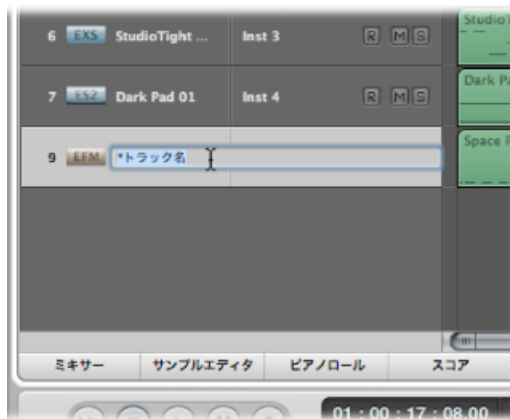 6 EXS StudioTight ... Inst 3 R M S
Studio
7 ES2 Dark Pad 01 Inst 4 R M S
Dark Pa
9 EFM *トラック名
Space
ミキサー サンプルエディタ ピアノロール スコア
01 : 00 : 17 : 08.00